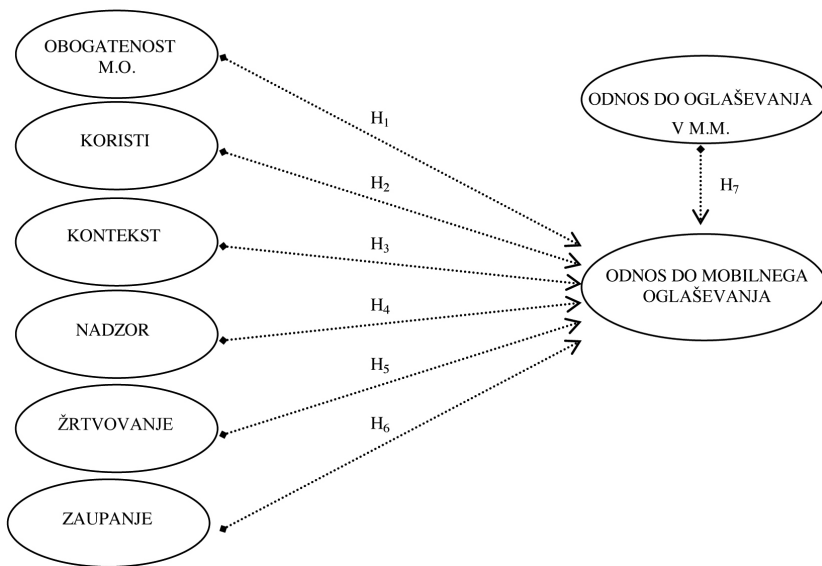 OBOGATENOST
M.O.
KORISTI
KONTEKST
NADZOR
ŽRTVOVANJE
ZAUPANJE
H₁
H₂
H₃
H₄
H₅
H₆
ODNOS DO OGLAŠEVANJA
V M.M.
H₇
ODNOS DO MOBILNEGA
OGLAŠEVANJA